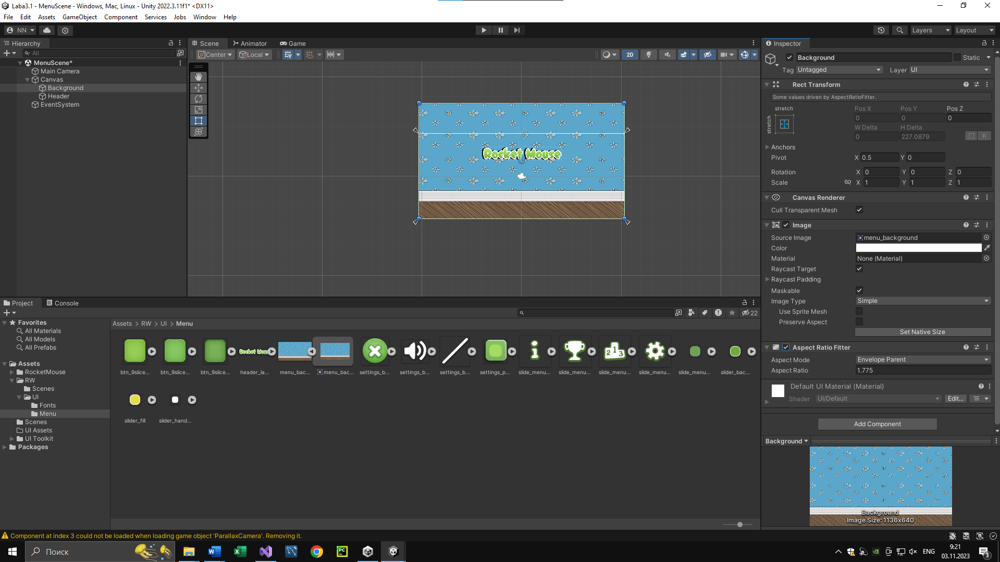 Laba3.1 - MenuScene - Windows, Mac, Linux - Unity 2022.3.11f1* <DX11>
File Edit Assets GameObject Component Services Jobs Window Help
NN Layers Layout
Hierarchy
All
MenuScene*
Main Camera
Canvas
Background
Header
EventSystem
Scene Animator Game
Center Local 2D
Rocket Mouse
Inspector
Background Static
Tag Untagged Layer UI
Rect Transform
Some values driven by AspectRatioFitter.
stretch Pos X Pos Y Pos Z
stretch 0 0 0
W Delta H Delta
0 227.0879 R
Anchors
Pivot X 0.5 Y 0
Rotation X 0 Y 0 Z 0
Scale X 1 Y 1 Z 1
Canvas Renderer
Cull Transparent Mesh
Image
Source Image menu_background
Color
Material None (Material)
Raycast Target
Raycast Padding
Maskable
Image Type Simple
Use Sprite Mesh
Preserve Aspect
Set Native Size
Aspect Ratio Fitter
Aspect Mode Envelope Parent
Aspect Ratio 1.775
Default UI Material (Material)
Shader UI/Default Edit...
Add Component
Background
Background
Image Size: 1136x640
Project Console
22
Favorites
All Materials
All Models
All Prefabs
Assets
RocketMouse
RW
Scenes
UI
Fonts
Menu
Scenes
UI Assets
UI Toolkit
Packages
Assets > RW > UI > Menu
Rocket Mou
1 2 3
btn_9slice... btn_9slice... btn_9slice... header_la... menu_bac... menu_bac... settings_b... settings_b... settings_b... settings_p... slide_menu... slide_menu... slide_menu... slide_menu... slide_menu... slider_bac...
slider_fill slider_hand...
Component at index 3 could not be loaded when loading game object 'ParallaxCamera'. Removing it.
Поиск
PC
ENG
9:21
03.11.2023
3